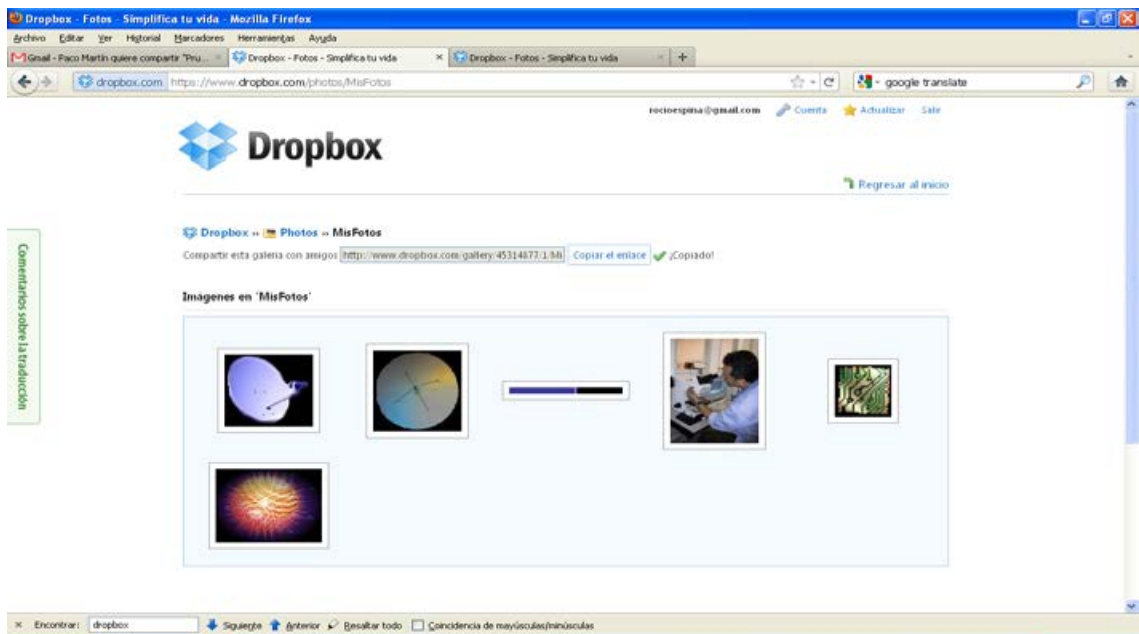 Dropbox - Fotos - Simplifica tu vida - Mozilla Firefox
Archivo Editar Ver Historial Marcadores Herramientas Ayuda
Gmail - Paco Martin quiere compartir "Pru... Dropbox - Fotos - Simplifica tu vida Dropbox - Fotos - Simplifica tu vida
dropbox.com https://www.dropbox.com/photos/MisFotos google translate
rocioespina@gmail.com Cuenta Actualizar Salir
Dropbox
Regresar al inicio
Dropbox » Photos » MisFotos
Compartir esta galería con amigos http://www.dropbox.com/gallery/45314877/1/Mi Copiar el enlace ¡Copiado!
Comentarios sobre la traducción
Imágenes en 'MisFotos'
× Encontrar: dropbox Siguiente Anterior Resaltar todo Coincidencia de mayúsculas/minúsculas